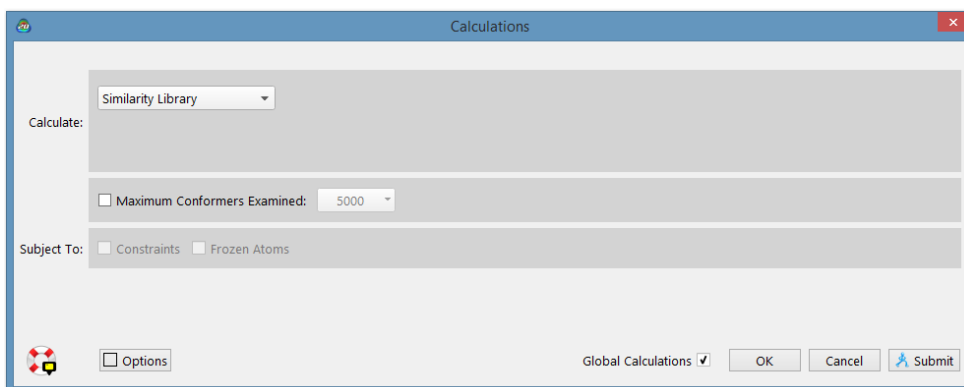 Calculations
Similarity Library
Calculate:
Maximum Conformers Examined: 5000
Subject To: Constraints Frozen Atoms
Options Global Calculations OK Cancel Submit